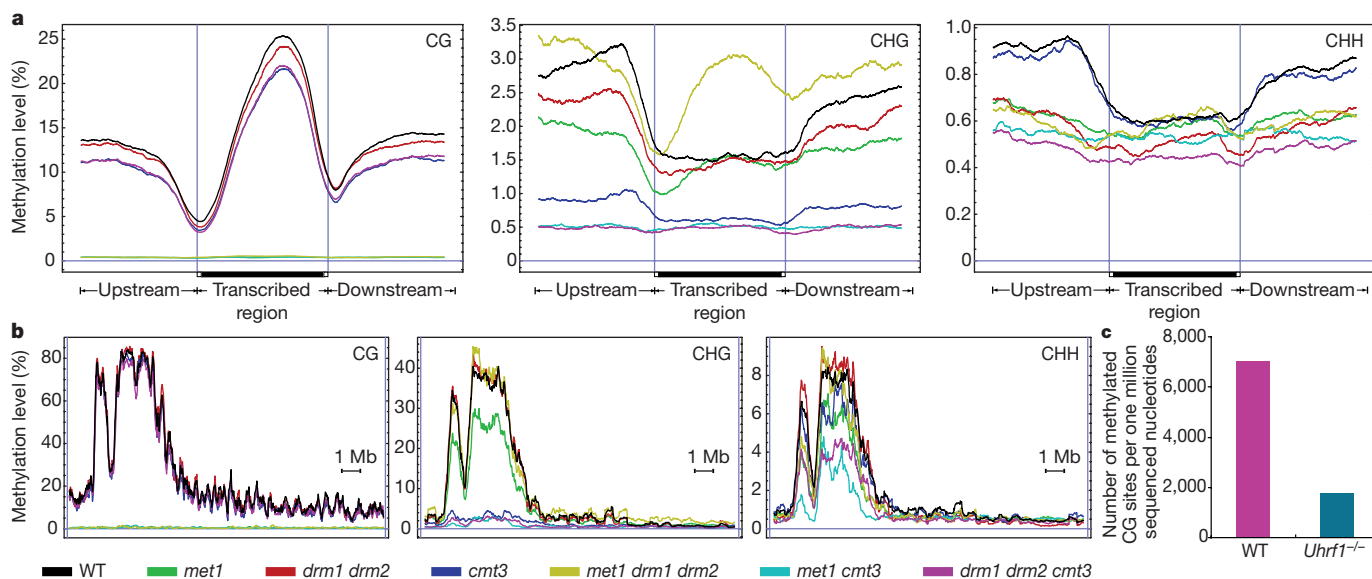 a
Methylation level (%)
25
20
15
10
5
0
CG
Upstream
Transcribed region
Downstream
3.5
3.0
2.5
2.0
1.5
1.0
0.5
0
CHG
Upstream
Transcribed region
Downstream
1.0
0.8
0.6
0.4
0.2
0
CHH
Upstream
Transcribed region
Downstream
b
Methylation level (%)
80
60
40
20
0
CG
1 Mb
40
30
20
10
0
CHG
1 Mb
8
6
4
2
0
CHH
1 Mb
c
Number of methylated
CG sites per one million
sequenced nucleotides
8,000
6,000
4,000
2,000
0
WT
Uhrf1–/–
WT
met1
drm1 drm2
cmt3
met1 drm1 drm2
met1 cmt3
drm1 drm2 cmt3